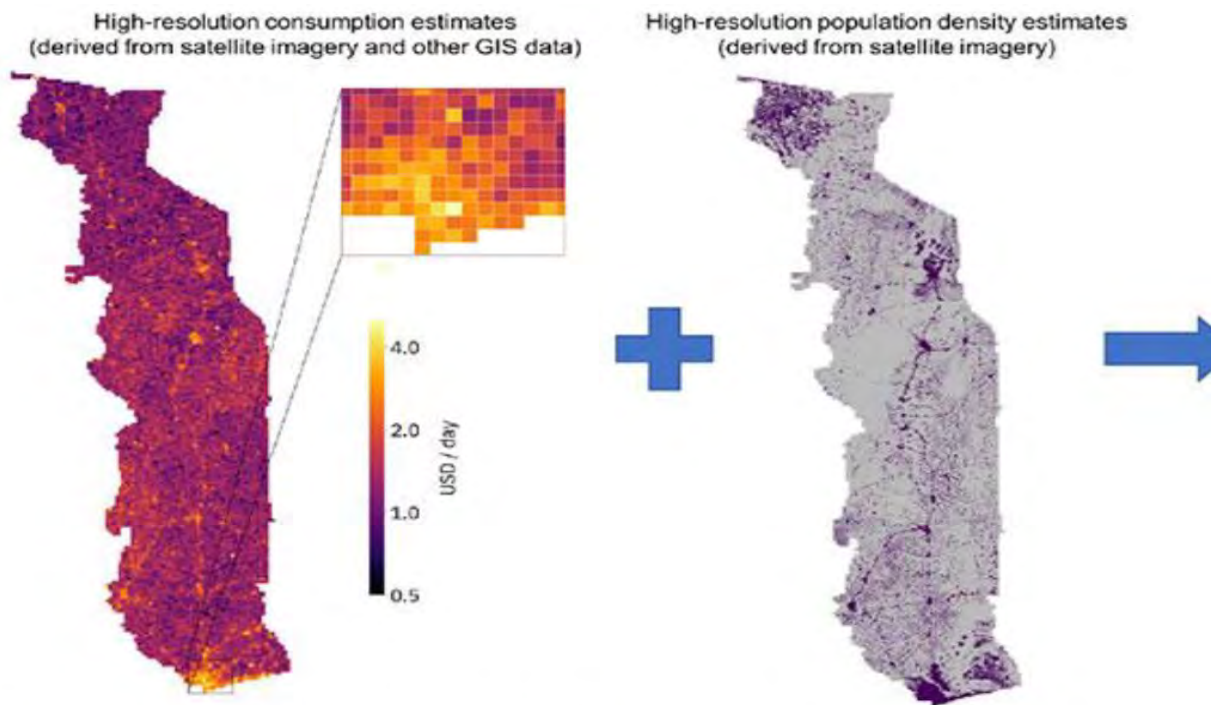 High-resolution consumption estimates
(derived from satellite imagery and other GIS data)
High-resolution population density estimates
(derived from satellite imagery)
4.0
2.0
1.0
0.5
USD / day